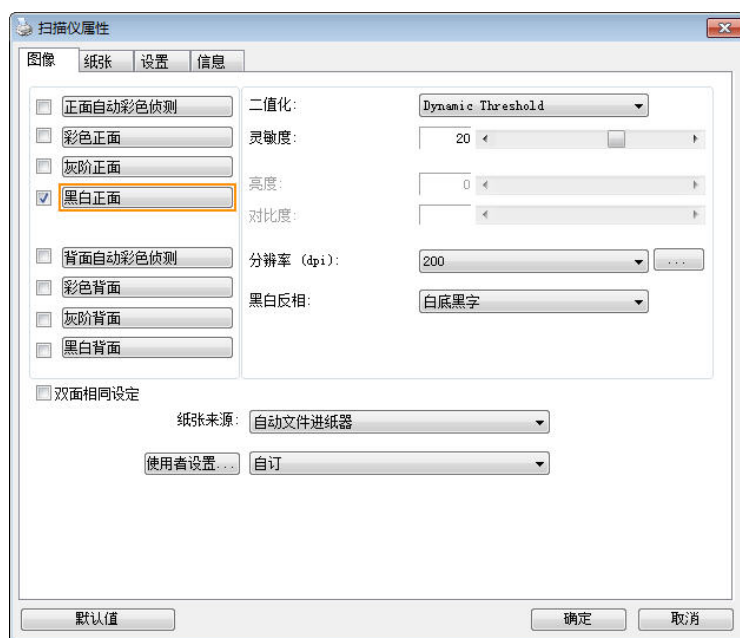 扫描仪属性
图像 纸张 设置 信息
正面自动彩色侦测
彩色正面
灰阶正面
黑白正面
背面自动彩色侦测
彩色背面
灰阶背面
黑白背面
二值化: Dynamic Threshold
灵敏度: 20
亮度: 0
对比度:
分辨率 (dpi): 200 ...
黑白反相: 白底黑字
双面相同设定
纸张来源: 自动文件进纸器
使用者设置... 自订
默认值 确定 取消